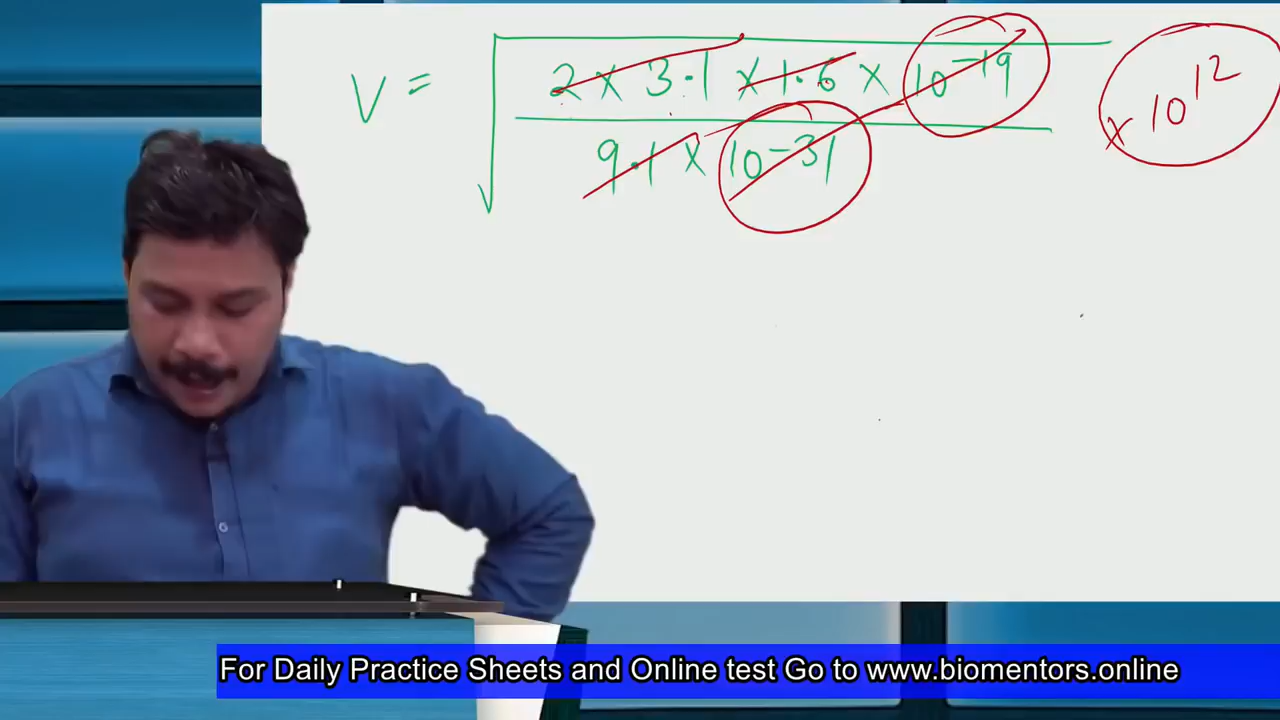 V = √(2 × 3.1 × 1.6 × 10⁻¹⁹ / 9.1 × 10⁻³¹) × 10¹²
For Daily Practice Sheets and Online test Go to www.biomentors.online